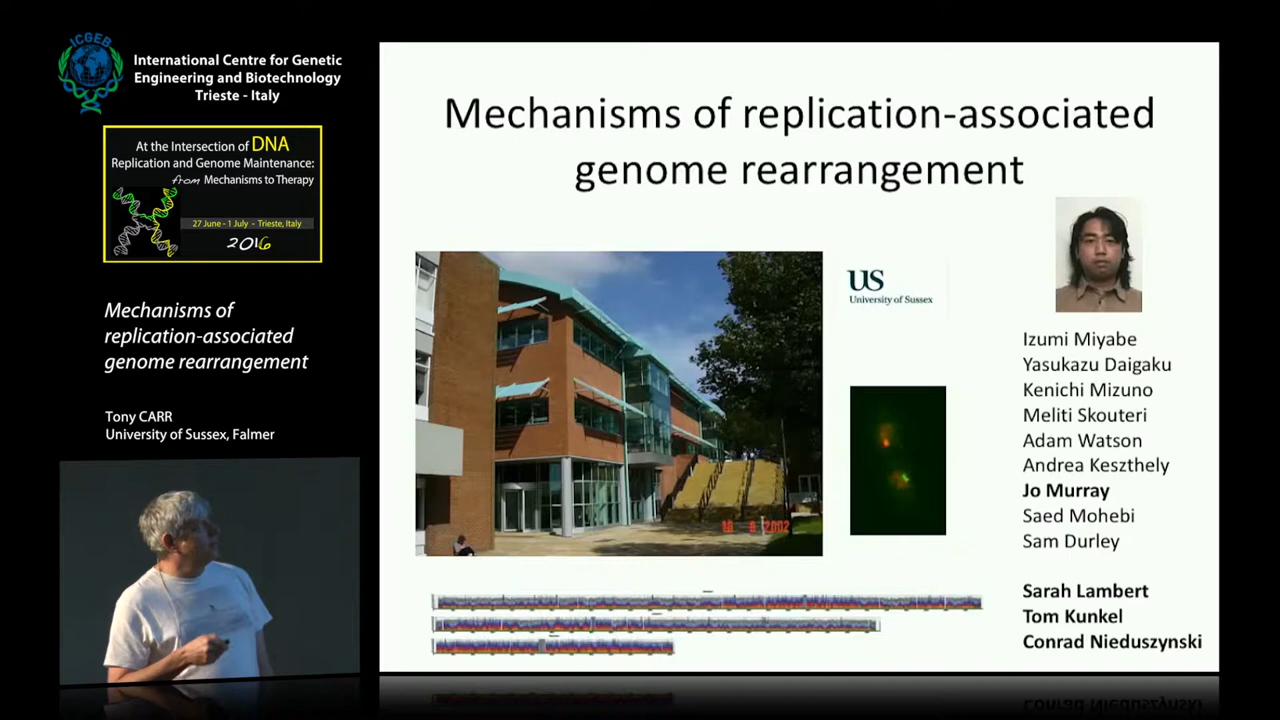 ICGEB
International Centre for Genetic
Engineering and Biotechnology
Trieste - Italy
At the Intersection of DNA
Replication and Genome Maintenance:
from Mechanisms to Therapy
27 June - 1 July - Trieste, Italy
2016
Mechanisms of
replication-associated
genome rearrangement
Tony CARR
University of Sussex, Falmer
Mechanisms of replication-associated
genome rearrangement
US
University of Sussex
10 8 2002
Izumi Miyabe
Yasukazu Daigaku
Kenichi Mizuno
Meliti Skouteri
Adam Watson
Andrea Keszthely
Jo Murray
Saed Mohebi
Sam Durley
Sarah Lambert
Tom Kunkel
Conrad Nieduszynski